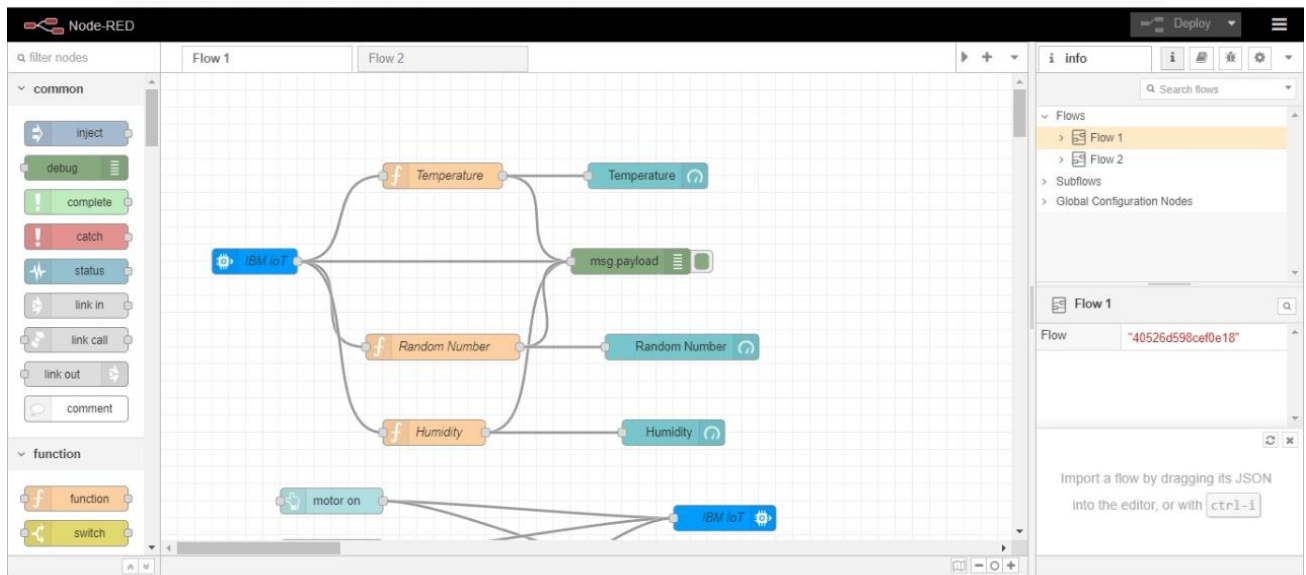 Node-RED
Deploy
filter nodes
Flow 1
Flow 2
i info
i
common
inject
debug
complete
catch
status
link in
link call
link out
comment
function
function
switch
Temperature
Temperature
IBM IoT
msg.payload
Random Number
Random Number
Humidity
Humidity
motor on
IBM IoT
Search flows
Flows
Flow 1
Flow 2
Subflows
Global Configuration Nodes
Flow 1
Flow "40526d598cef0e18"
Import a flow by dragging its JSON
into the editor, or with ctrl-i